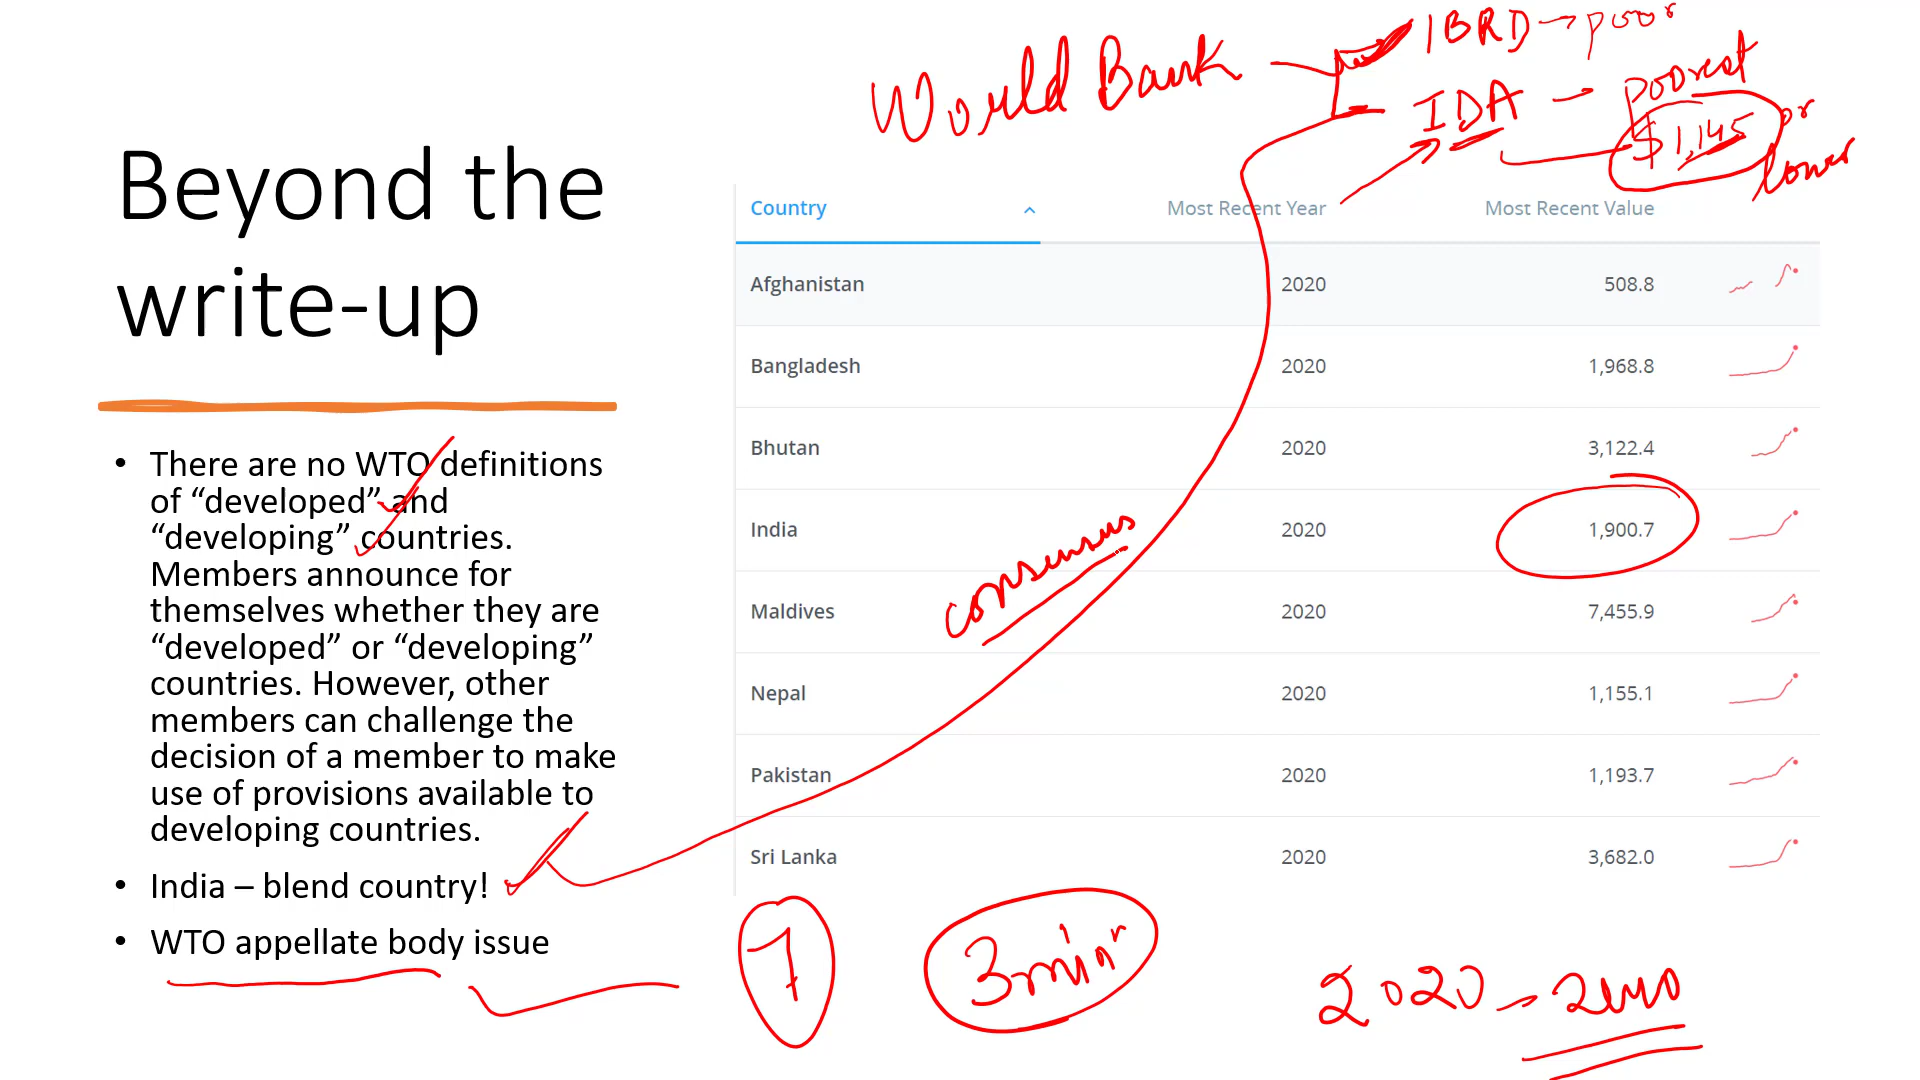 World Bank
IBRD → poor
IDA – poorest
$1,145 or
lower
Beyond the
write-up
• There are no WTO definitions
of “developed” and
“developing” countries.
Members announce for
themselves whether they are
“developed” or “developing”
countries. However, other
members can challenge the
decision of a member to make
use of provisions available to
developing countries.
• India – blend country!
• WTO appellate body issue
Country Most Recent Year Most Recent Value
Afghanistan 2020 508.8
Bangladesh 2020 1,968.8
Bhutan 2020 3,122.4
India 2020 1,900.7
Maldives 2020 7,455.9
Nepal 2020 1,155.1
Pakistan 2020 1,193.7
Sri Lanka 2020 3,682.0
consensus
7
3 min
2020 → zero